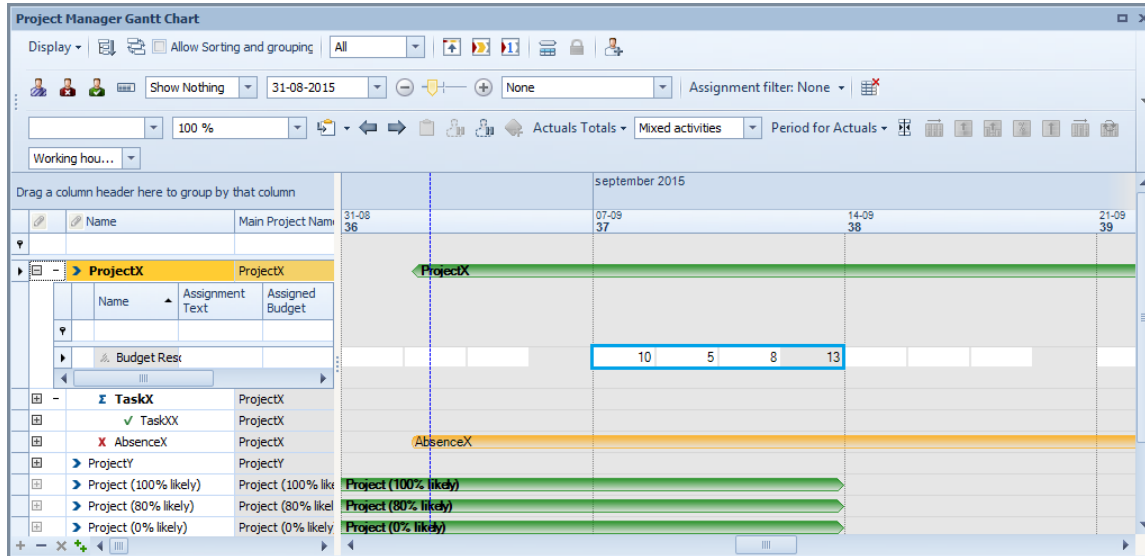 Project Manager Gantt Chart
Display Allow Sorting and grouping All
Show Nothing 31-08-2015 None Assignment filter: None
100 % Actuals Totals Mixed activities Period for Actuals
Working hou...
Drag a column header here to group by that column
september 2015
Name Main Project Name
31-08 07-09 14-09 21-09
36 37 38 39
ProjectX ProjectX ProjectX
Name Assignment Text Assigned Budget
Budget Reso 10 5 8 13
Σ TaskX ProjectX
TaskXX ProjectX
X AbsenceX ProjectX AbsenceX
ProjectY ProjectY
Project (100% likely) Project (100% like Project (100% likely)
Project (80% likely) Project (80% likel Project (80% likely)
Project (0% likely) Project (0% likely Project (0% likely)